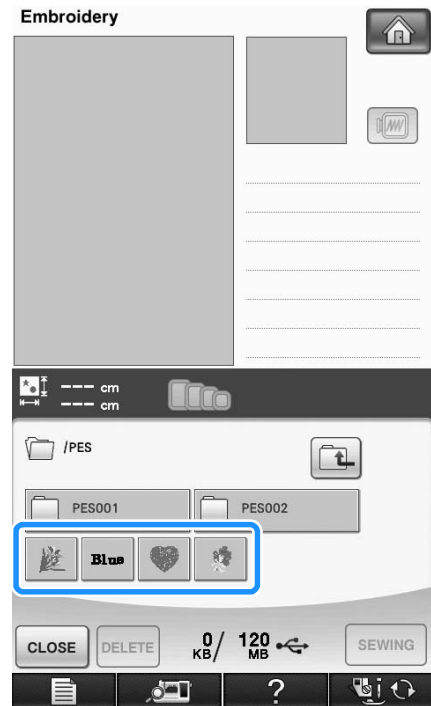 Embroidery
--- cm
--- cm
/PES
PES001 PES002
Blue
CLOSE DELETE 0 KB/ 120 MB SEWING
?